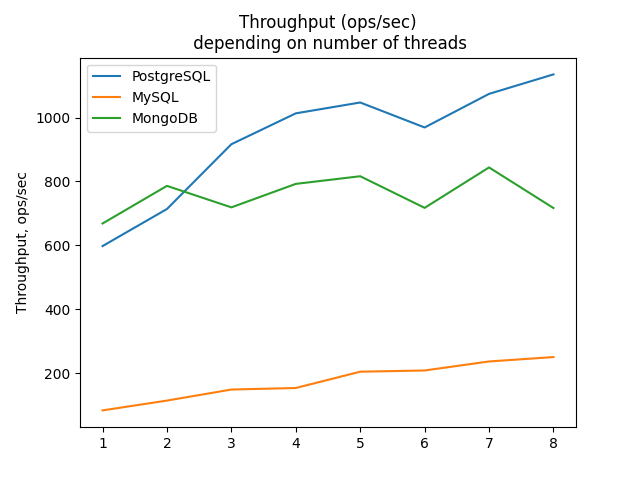 Throughput (ops/sec)
depending on number of threads
PostgreSQL
MySQL
MongoDB
Throughput, ops/sec
1000
800
600
400
200
1 2 3 4 5 6 7 8